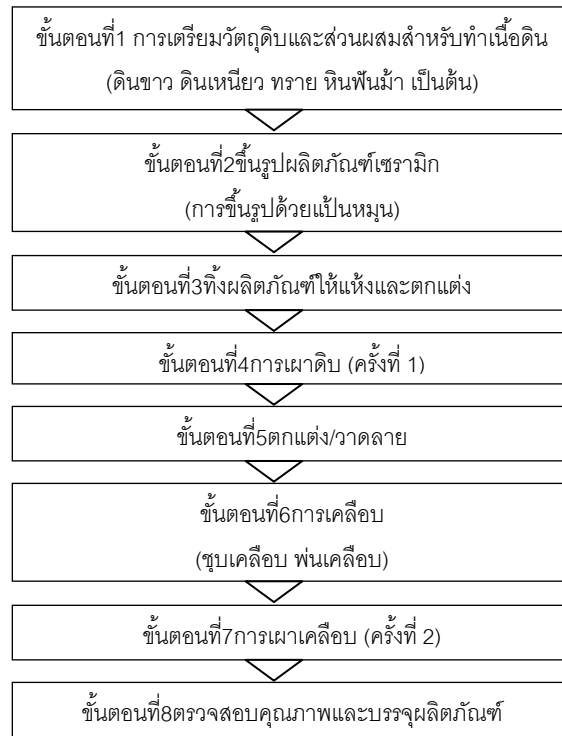 ขั้นตอนที่1 การเตรียมวัตถุดิบและส่วนผสมสำหรับทำเนื้อดิน
(ดินขาว ดินเหนียว ทราย หินฟันม้า เป็นต้น)
ขั้นตอนที่2ขึ้นรูปผลิตภัณฑ์เซรามิก
(การขึ้นรูปด้วยแป้นหมุน)
ขั้นตอนที่3ทิ้งผลิตภัณฑ์ให้แห้งและตกแต่ง
ขั้นตอนที่4การเผาดิบ (ครั้งที่ 1)
ขั้นตอนที่5ตกแต่ง/วาดลาย
ขั้นตอนที่6การเคลือบ
(ชุบเคลือบ พ่นเคลือบ)
ขั้นตอนที่7การเผาเคลือบ (ครั้งที่ 2)
ขั้นตอนที่8ตรวจสอบคุณภาพและบรรจุผลิตภัณฑ์